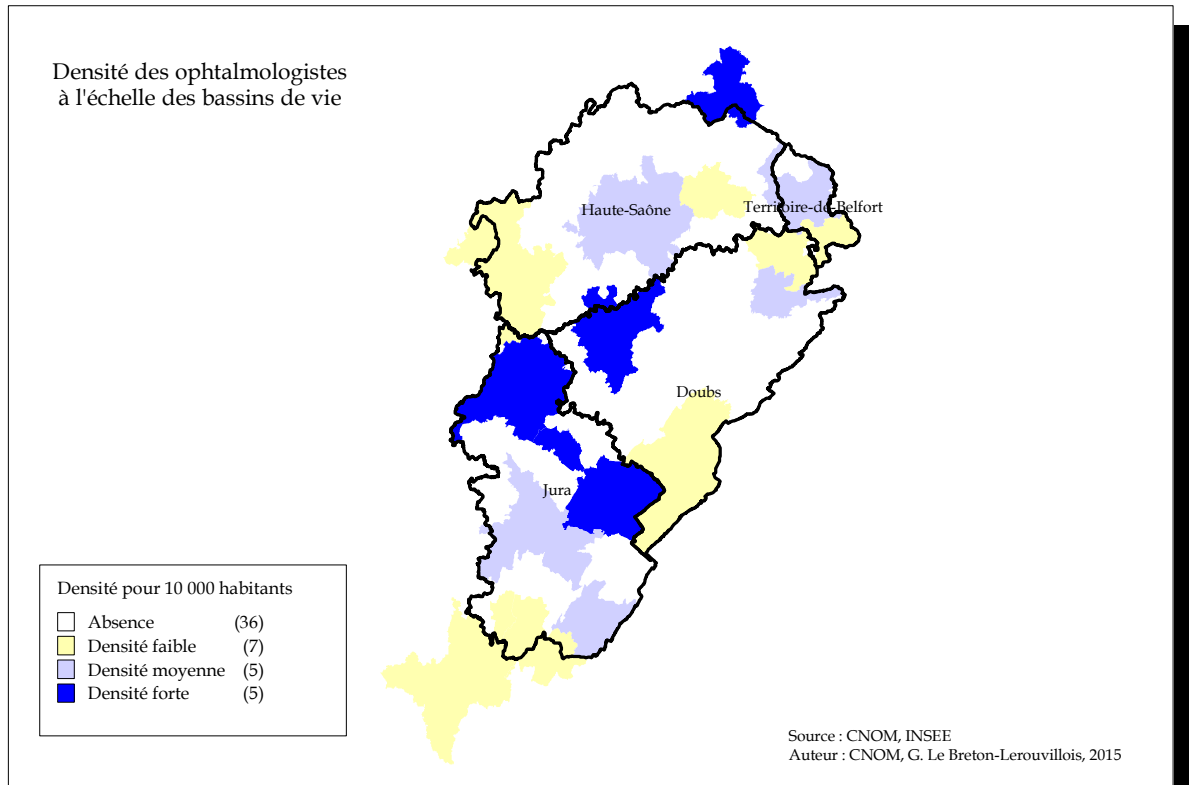 Densité des ophtalmologistes
à l'échelle des bassins de vie
Haute-Saône
Territoire-de-Belfort
Doubs
Jura
Densité pour 10 000 habitants
Absence (36)
Densité faible (7)
Densité moyenne (5)
Densité forte (5)
Source : CNOM, INSEE
Auteur : CNOM, G. Le Breton-Lerouvillois, 2015